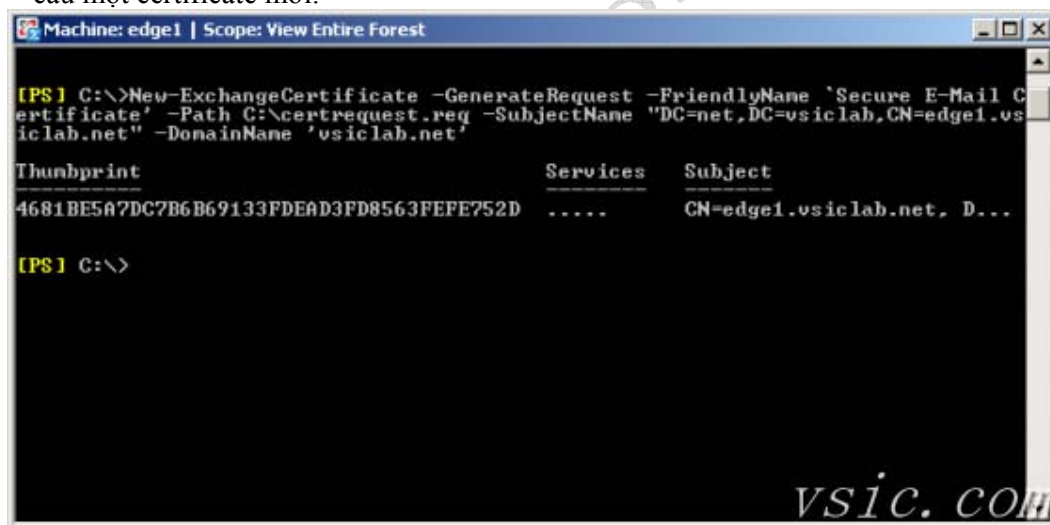 cầu một certificate mới.
Machine: edge1 | Scope: View Entire Forest
[PS] C:\>New-ExchangeCertificate -GenerateRequest -FriendlyName `Secure E-Mail C
ertificate' -Path C:\certrequest.req -SubjectName "DC=net,DC=vsiclab,CN=edge1.vs
iclab.net" -DomainName 'vsiclab.net'
Thumbprint Services Subject
---------- -------- -------
4681BE5A7DC7B6B69133FDEAD3FD8563FEFE752D ..... CN=edge1.vsiclab.net, D...
[PS] C:\>
vsic.com